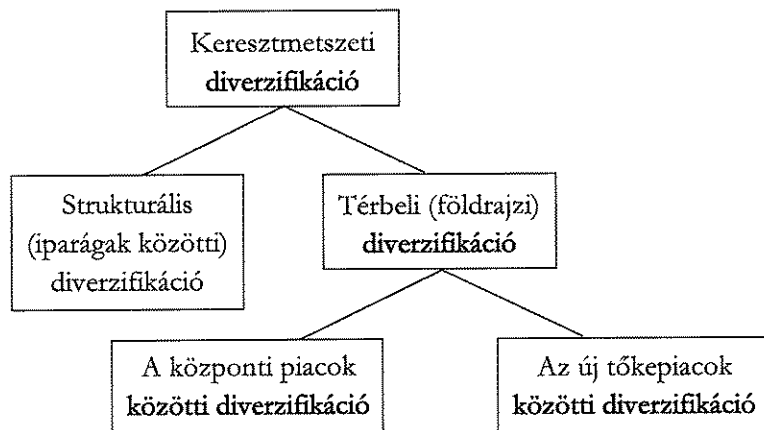 Keresztmetszeti
diverzifikáció
Strukturális
(iparágak közötti)
diverzifikáció
Térbeli (földrajzi)
diverzifikáció
A központi piacok
közötti diverzifikáció
Az új tőkepiacok
közötti diverzifikáció